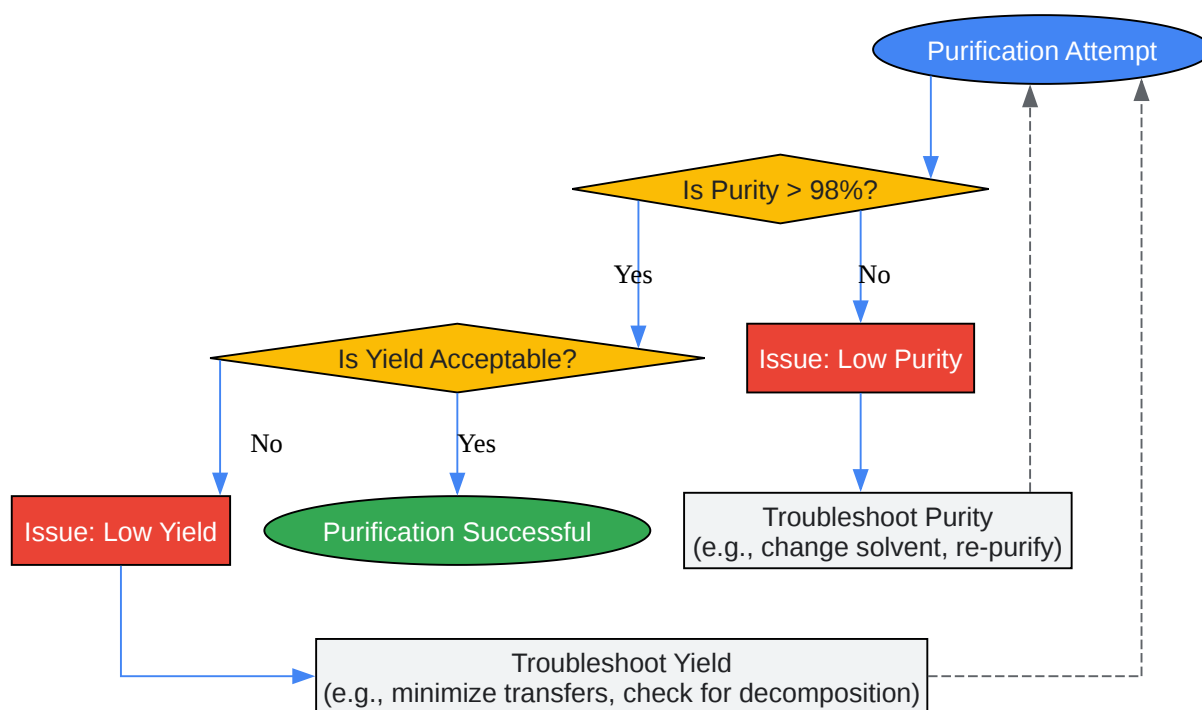 Purification Attempt
Is Purity > 98%?
Yes
No
Is Yield Acceptable?
Issue: Low Purity
No
Yes
Issue: Low Yield
Purification Successful
Troubleshoot Purity
(e.g., change solvent, re-purify)
Troubleshoot Yield
(e.g., minimize transfers, check for decomposition)